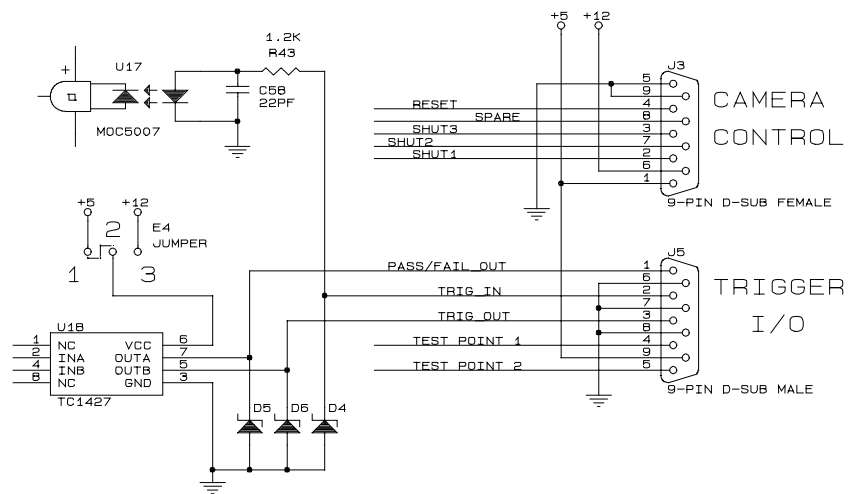 +5 +12
1.2K
R43
J3
+
U17
C58
22PF
MOC5007
5
9
RESET 4
SPARE 8
SHUT3 3
SHUT2 7
SHUT1 2
6
1
CAMERA
CONTROL
9-PIN D-SUB FEMALE
+5 +12
2
E4
JUMPER
1 3
J5
PASS/FAIL_OUT 1
6
TRIG_IN 2
7
TRIG_OUT 3
8
TEST POINT 1 4
9
TEST POINT 2 5
TRIGGER
I/O
9-PIN D-SUB MALE
U18
1 NC VCC 6
2 INA OUTA 7
4 INB OUTB 5
8 NC GND 3
TC1427
D5 D6 D4